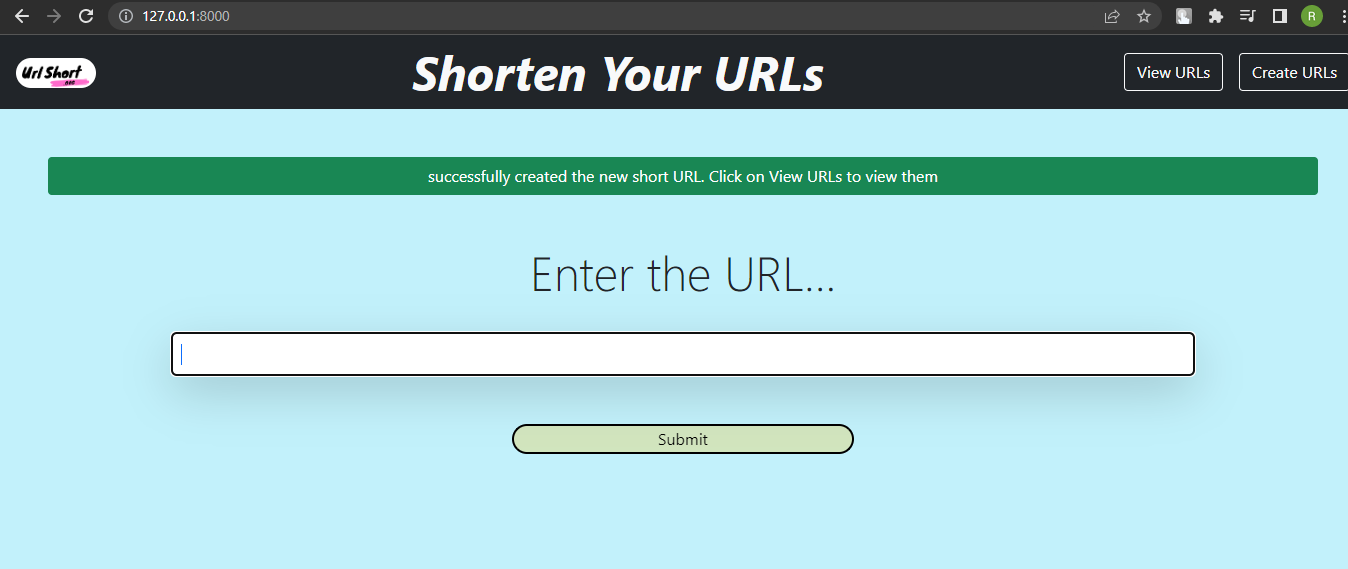 127.0.0.1:8000
R
Url Short
Shorten Your URLs
View URLs
Create URLs
successfully created the new short URL. Click on View URLs to view them
Enter the URL...
Submit